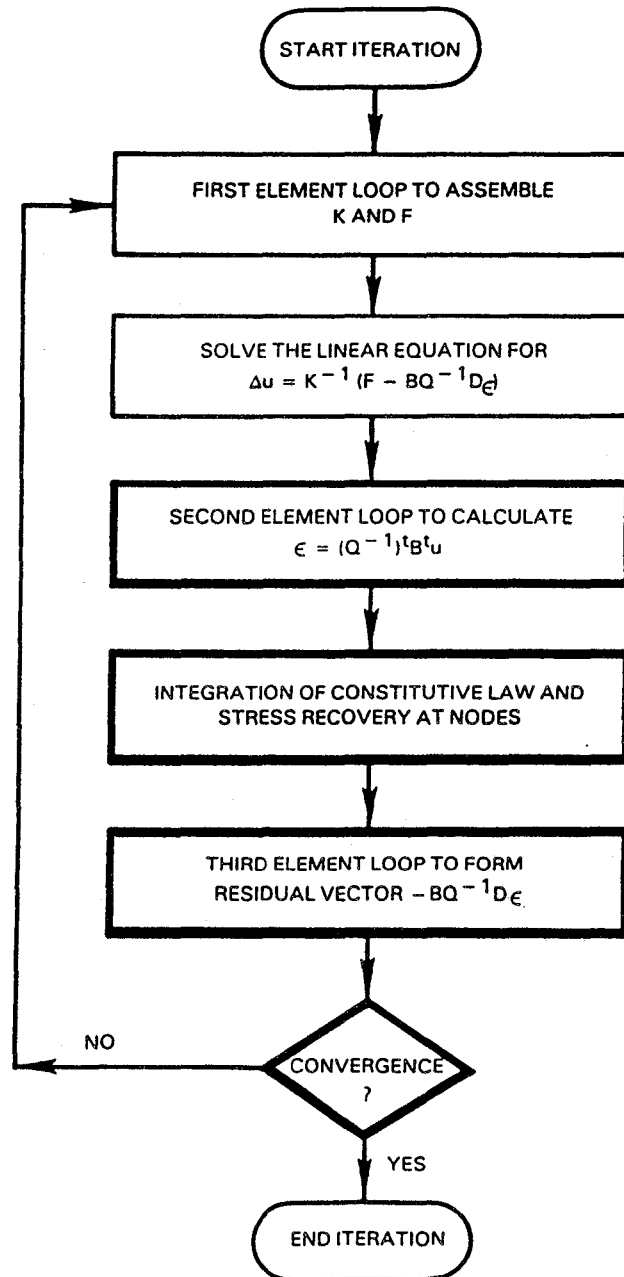 START ITERATION
FIRST ELEMENT LOOP TO ASSEMBLE
K AND F
SOLVE THE LINEAR EQUATION FOR
Δu = K⁻¹ (F − BQ⁻¹Dϵ)
SECOND ELEMENT LOOP TO CALCULATE
ϵ = (Q⁻¹)ᵗBᵗu
INTEGRATION OF CONSTITUTIVE LAW AND
STRESS RECOVERY AT NODES
THIRD ELEMENT LOOP TO FORM
RESIDUAL VECTOR − BQ⁻¹Dϵ
NO
CONVERGENCE
?
YES
END ITERATION